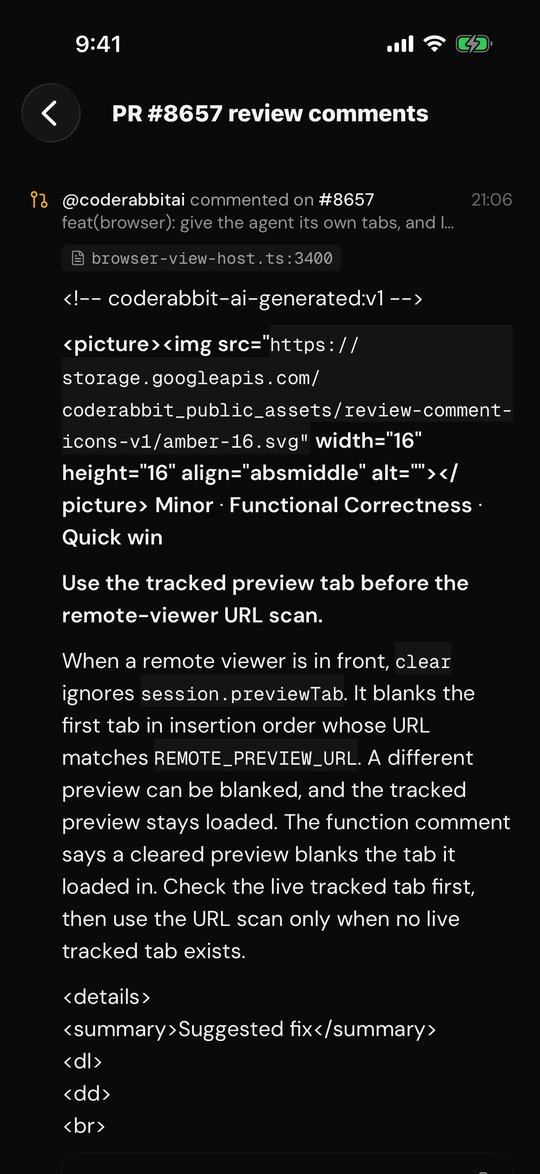 9:41
PR #8657 review comments
@coderabbitai commented on #8657 21:06
feat(browser): give the agent its own tabs, and l...
browser-view-host.ts:3400
<!-- coderabbit-ai-generated:v1 -->
<picture><img src="https://
storage.googleapis.com/
coderabbit_public_assets/review-comment-
icons-v1/amber-16.svg" width="16"
height="16" align="absmiddle" alt=""></
picture> Minor · Functional Correctness ·
Quick win
Use the tracked preview tab before the
remote-viewer URL scan.
When a remote viewer is in front, clear
ignores session.previewTab. It blanks the
first tab in insertion order whose URL
matches REMOTE_PREVIEW_URL. A different
preview can be blanked, and the tracked
preview stays loaded. The function comment
says a cleared preview blanks the tab it
loaded in. Check the live tracked tab first,
then use the URL scan only when no live
tracked tab exists.
<details>
<summary>Suggested fix</summary>
<dl>
<dd>
<br>